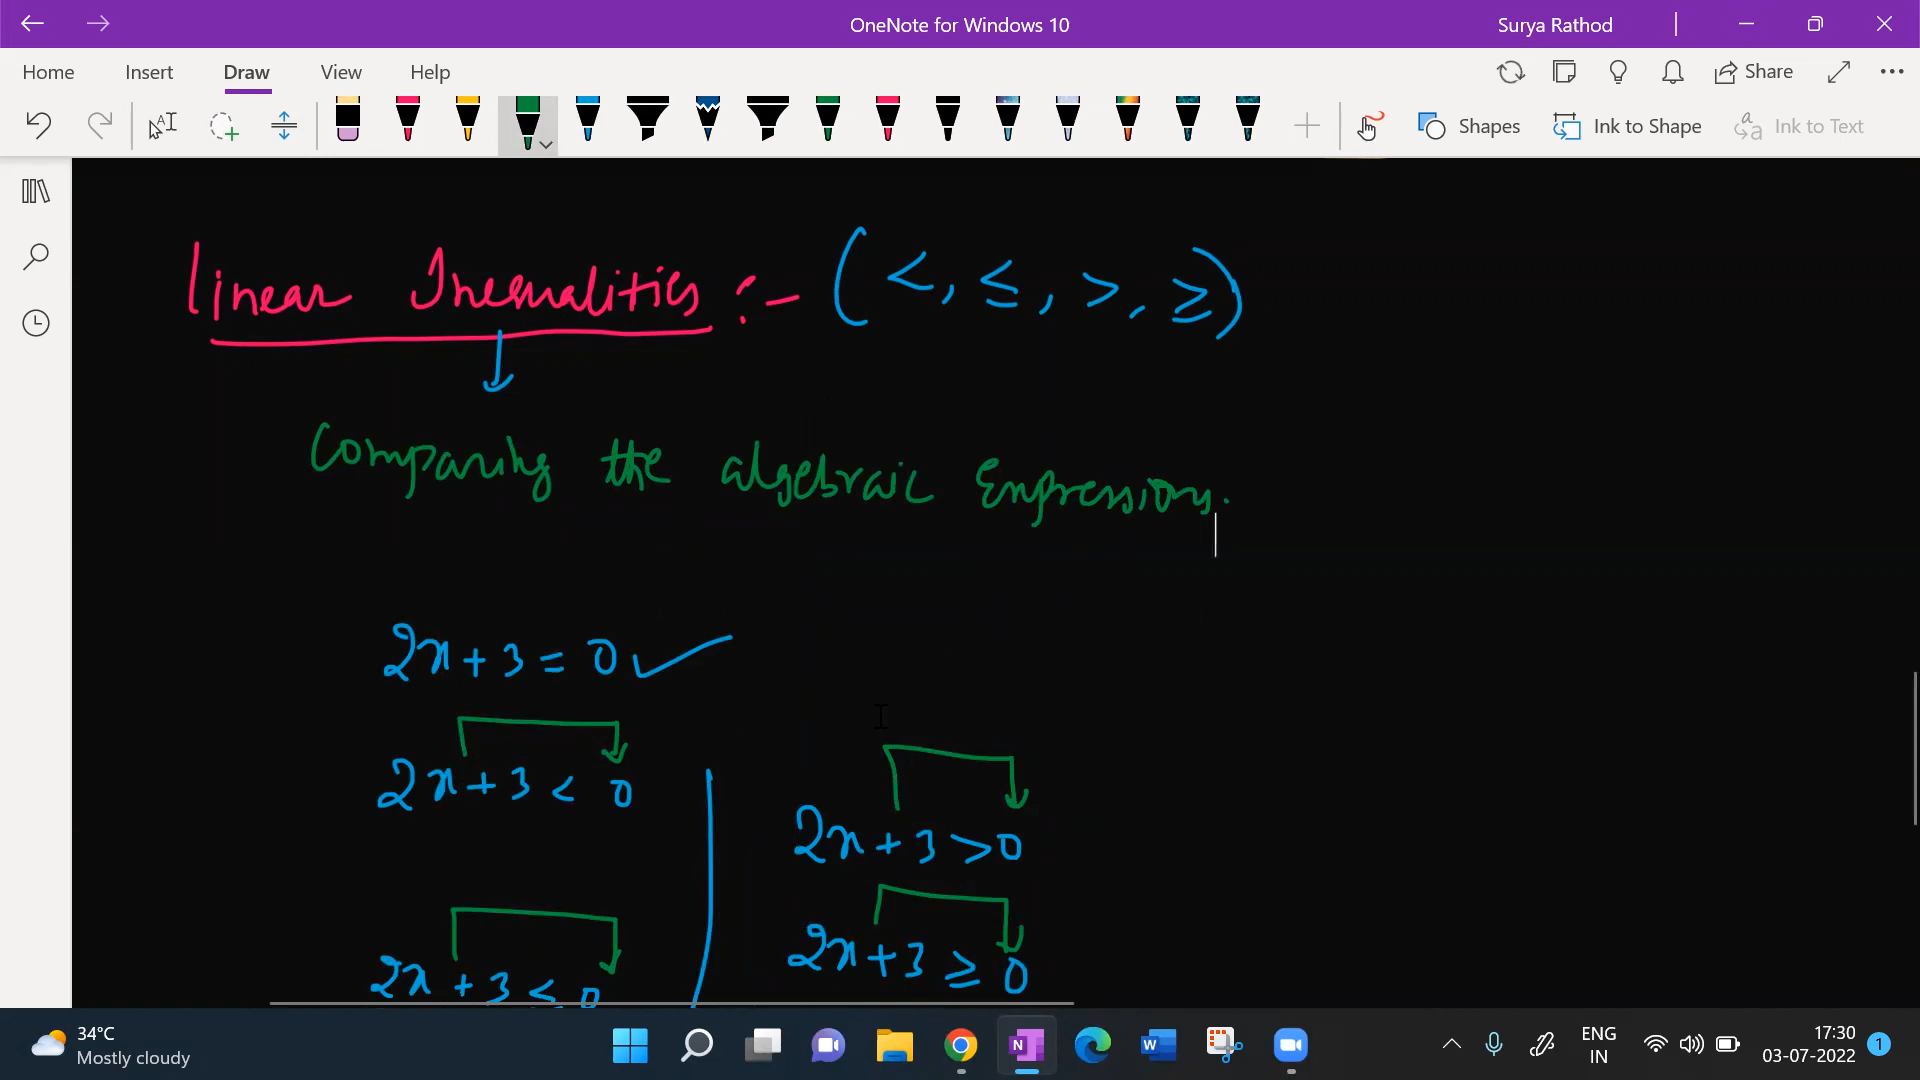 OneNote for Windows 10
Surya Rathod
Home Insert Draw View Help
Share
Shapes Ink to Shape Ink to Text
Linear Inequalities :- ( <, ≤, >, ≥)
Comparing the algebraic Expressions.
2x + 3 = 0
2x + 3 < 0
2x + 3 > 0
2x + 3 ≥ 0
2x + 3 ≤ 0
34°C
Mostly cloudy
ENG
IN
17:30
03-07-2022
1